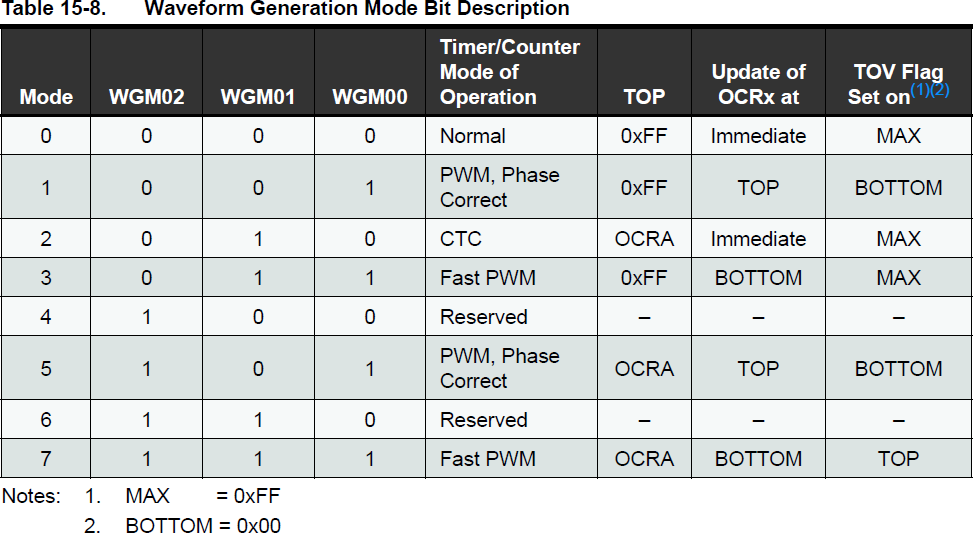 Table 15-8. Waveform Generation Mode Bit Description
Mode WGM02 WGM01 WGM00 Timer/Counter Mode of Operation TOP Update of OCRx at TOV Flag Set on(1)(2)
0 0 0 0 Normal 0xFF Immediate MAX
1 0 0 1 PWM, Phase Correct 0xFF TOP BOTTOM
2 0 1 0 CTC OCRA Immediate MAX
3 0 1 1 Fast PWM 0xFF BOTTOM MAX
4 1 0 0 Reserved – – –
5 1 0 1 PWM, Phase Correct OCRA TOP BOTTOM
6 1 1 0 Reserved – – –
7 1 1 1 Fast PWM OCRA BOTTOM TOP
Notes: 1. MAX = 0xFF
2. BOTTOM = 0x00